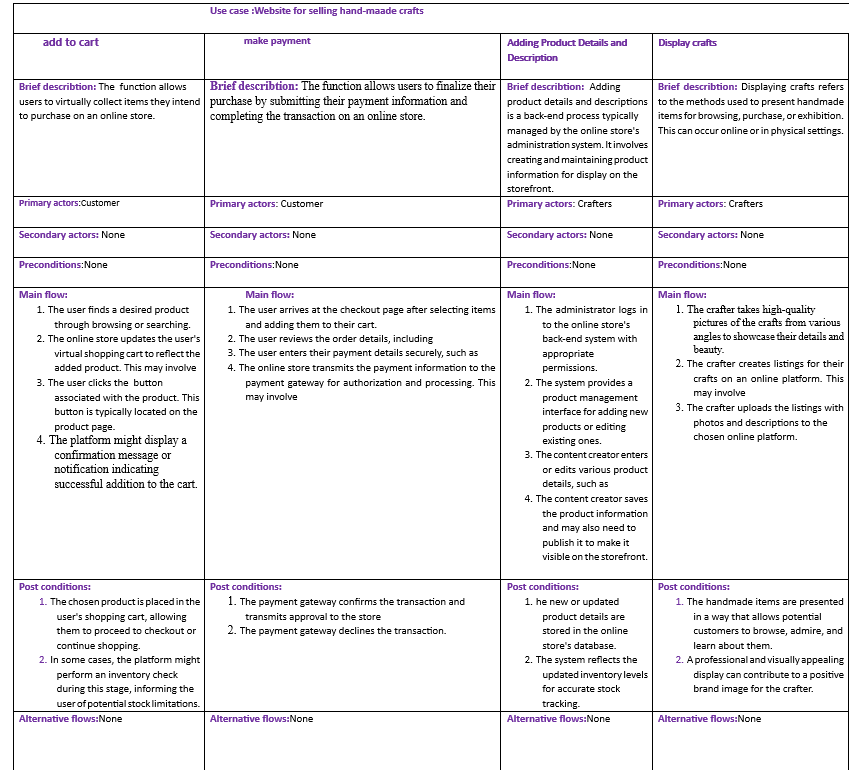 Use case :Website for selling hand-maade crafts
add to cart
make payment
Adding Product Details and
Description
Display crafts
Brief describtion: The function allows
users to virtually collect items they intend
to purchase on an online store.
Brief describtion: The function allows users to finalize their
purchase by submitting their payment information and
completing the transaction on an online store.
Brief describtion: Adding
product details and descriptions
is a back-end process typically
managed by the online store's
administration system. It involves
creating and maintaining product
information for display on the
storefront.
Brief describtion: Displaying crafts refers
to the methods used to present handmade
items for browsing, purchase, or exhibition.
This can occur online or in physical settings.
Primary actors:Customer
Primary actors: Customer
Primary actors: Crafters
Primary actors: Crafters
Secondary actors: None
Secondary actors: None
Secondary actors: None
Secondary actors: None
Preconditions:None
Preconditions:None
Preconditions:None
Preconditions:None
Main flow:
1. The user finds a desired product
through browsing or searching.
2. The online store updates the user's
virtual shopping cart to reflect the
added product. This may involve
3. The user clicks the button
associated with the product. This
button is typically located on the
product page.
4. The platform might display a
confirmation message or
notification indicating
successful addition to the cart.
Main flow:
1. The user arrives at the checkout page after selecting items
and adding them to their cart.
2. The user reviews the order details, including
3. The user enters their payment details securely, such as
4. The online store transmits the payment information to the
payment gateway for authorization and processing. This
may involve
Main flow:
1. The administrator logs in
to the online store's
back-end system with
appropriate
permissions.
2. The system provides a
product management
interface for adding new
products or editing
existing ones.
3. The content creator enters
or edits various product
details, such as
4. The content creator saves
the product information
and may also need to
publish it to make it
visible on the storefront.
Main flow:
1. The crafter takes high-quality
pictures of the crafts from various
angles to showcase their details and
beauty.
2. The crafter creates listings for their
crafts on an online platform. This
may involve
3. The crafter uploads the listings with
photos and descriptions to the
chosen online platform.
Post conditions:
1. The chosen product is placed in the
user's shopping cart, allowing
them to proceed to checkout or
continue shopping.
2. In some cases, the platform might
perform an inventory check
during this stage, informing the
user of potential stock limitations.
Post conditions:
1. The payment gateway confirms the transaction and
transmits approval to the store
2. The payment gateway declines the transaction.
Post conditions:
1. he new or updated
product details are
stored in the online
store's database.
2. The system reflects the
updated inventory levels
for accurate stock
tracking.
Post conditions:
1. The handmade items are presented
in a way that allows potential
customers to browse, admire, and
learn about them.
2. A professional and visually appealing
display can contribute to a positive
brand image for the crafter.
Alternative flows:None
Alternative flows:None
Alternative flows:None
Alternative flows:None